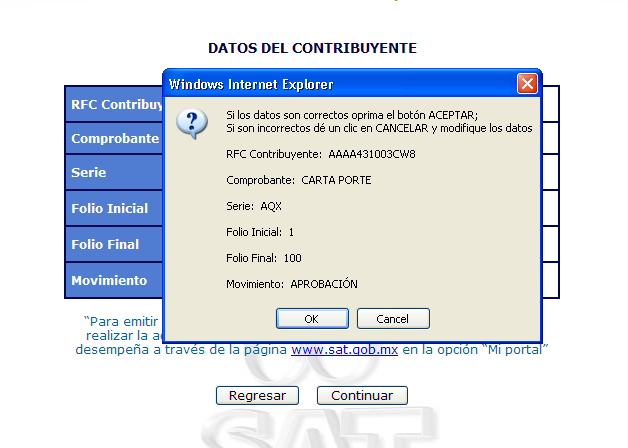 DATOS DEL CONTRIBUYENTE
Windows Internet Explorer
Si los datos son correctos oprima el botón ACEPTAR;
Si son incorrectos dé un clic en CANCELAR y modifique los datos
RFC Contribuyente: AAAA431003CW8
Comprobante: CARTA PORTE
Serie: AQX
Folio Inicial: 1
Folio Final: 100
Movimiento: APROBACIÓN
OK Cancel
RFC Contribuy
Comprobante
Serie
Folio Inicial
Folio Final
Movimiento
“Para emitir
realizar la a
desempeña a través de la página www.sat.gob.mx en la opción “Mi portal”
Regresar Continuar
SAT